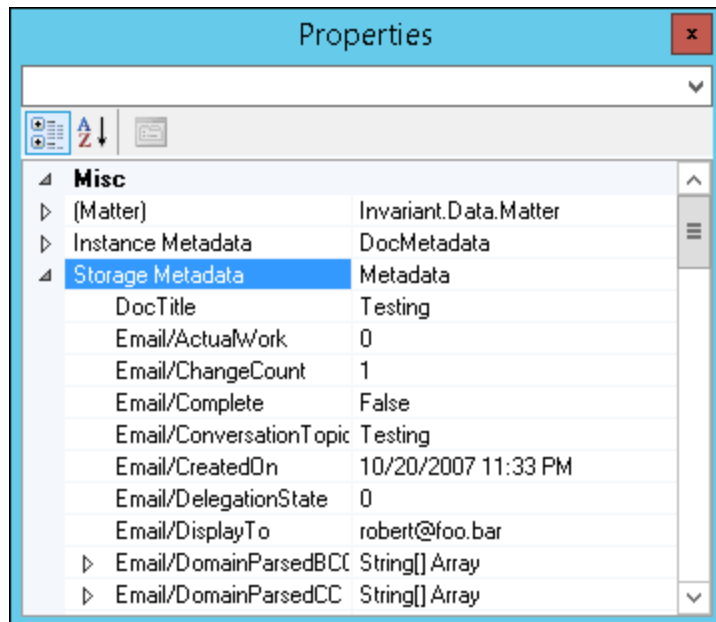 Properties
x
A
Z
Misc
(Matter) Invariant.Data.Matter
Instance Metadata DocMetadata
Storage Metadata Metadata
DocTitle Testing
Email/ActualWork 0
Email/ChangeCount 1
Email/Complete False
Email/ConversationTopic Testing
Email/CreatedOn 10/20/2007 11:33 PM
Email/DelegationState 0
Email/DisplayTo robert@foo.bar
Email/DomainParsedBCC String[] Array
Email/DomainParsedCC String[] Array